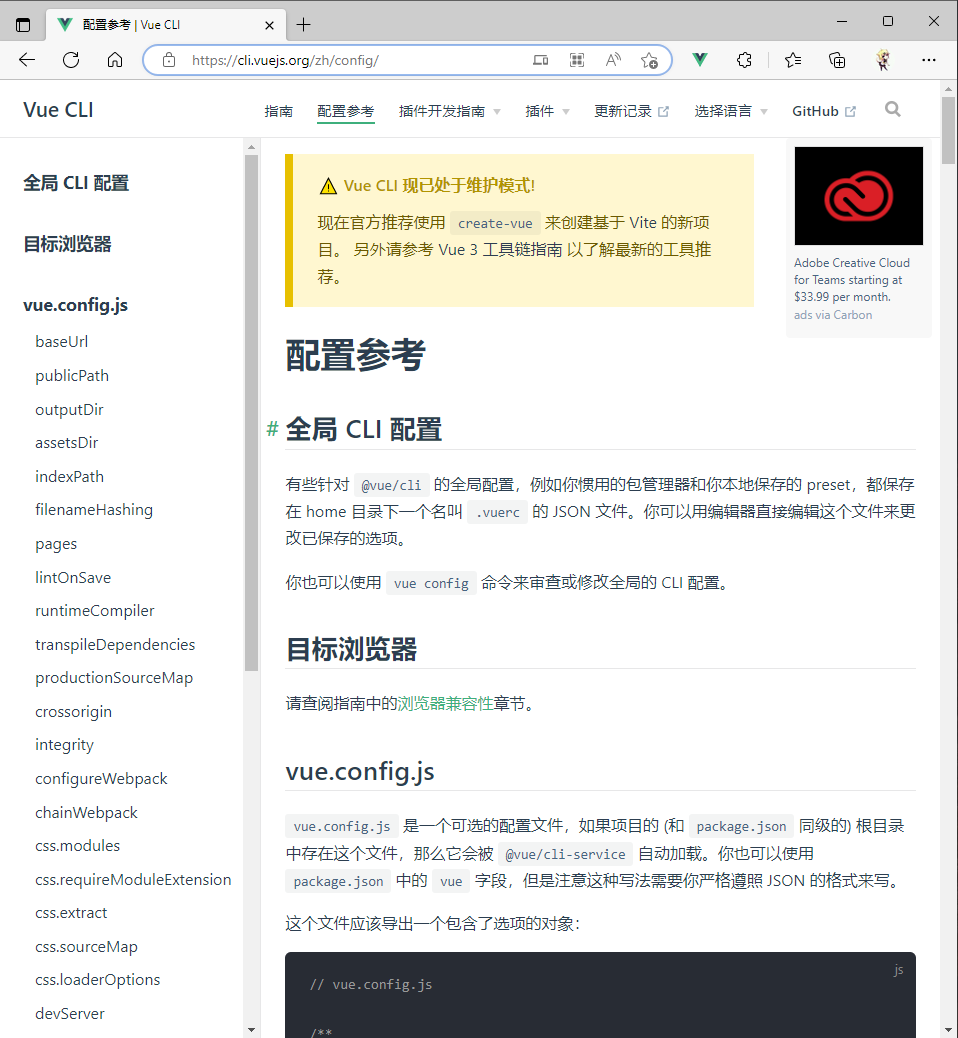 配置参考 | Vue CLI
https://cli.vuejs.org/zh/config/
Vue CLI
指南
配置参考
插件开发指南
插件
更新记录
选择语言
GitHub
全局 CLI 配置
目标浏览器
vue.config.js
baseUrl
publicPath
outputDir
assetsDir
indexPath
filenameHashing
pages
lintOnSave
runtimeCompiler
transpileDependencies
productionSourceMap
crossorigin
integrity
configureWebpack
chainWebpack
css.modules
css.requireModuleExtension
css.extract
css.sourceMap
css.loaderOptions
devServer
Vue CLI 现已处于维护模式!
现在官方推荐使用 create-vue 来创建基于 Vite 的新项
目。 另外请参考 Vue 3 工具链指南 以了解最新的工具推
荐。
Adobe Creative Cloud
for Teams starting at
$33.99 per month.
ads via Carbon
配置参考
# 全局 CLI 配置
有些针对 @vue/cli 的全局配置，例如你惯用的包管理器和你本地保存的 preset，都保存
在 home 目录下一个名叫 .vuerc 的 JSON 文件。你可以用编辑器直接编辑这个文件来更
改已保存的选项。
你也可以使用 vue config 命令来审查或修改全局的 CLI 配置。
目标浏览器
请查阅指南中的浏览器兼容性章节。
vue.config.js
vue.config.js 是一个可选的配置文件，如果项目的 (和 package.json 同级的) 根目录
中存在这个文件，那么它会被 @vue/cli-service 自动加载。你也可以使用
package.json 中的 vue 字段，但是注意这种写法需要你严格遵照 JSON 的格式来写。
这个文件应该导出一个包含了选项的对象：
js
// vue.config.js
/**